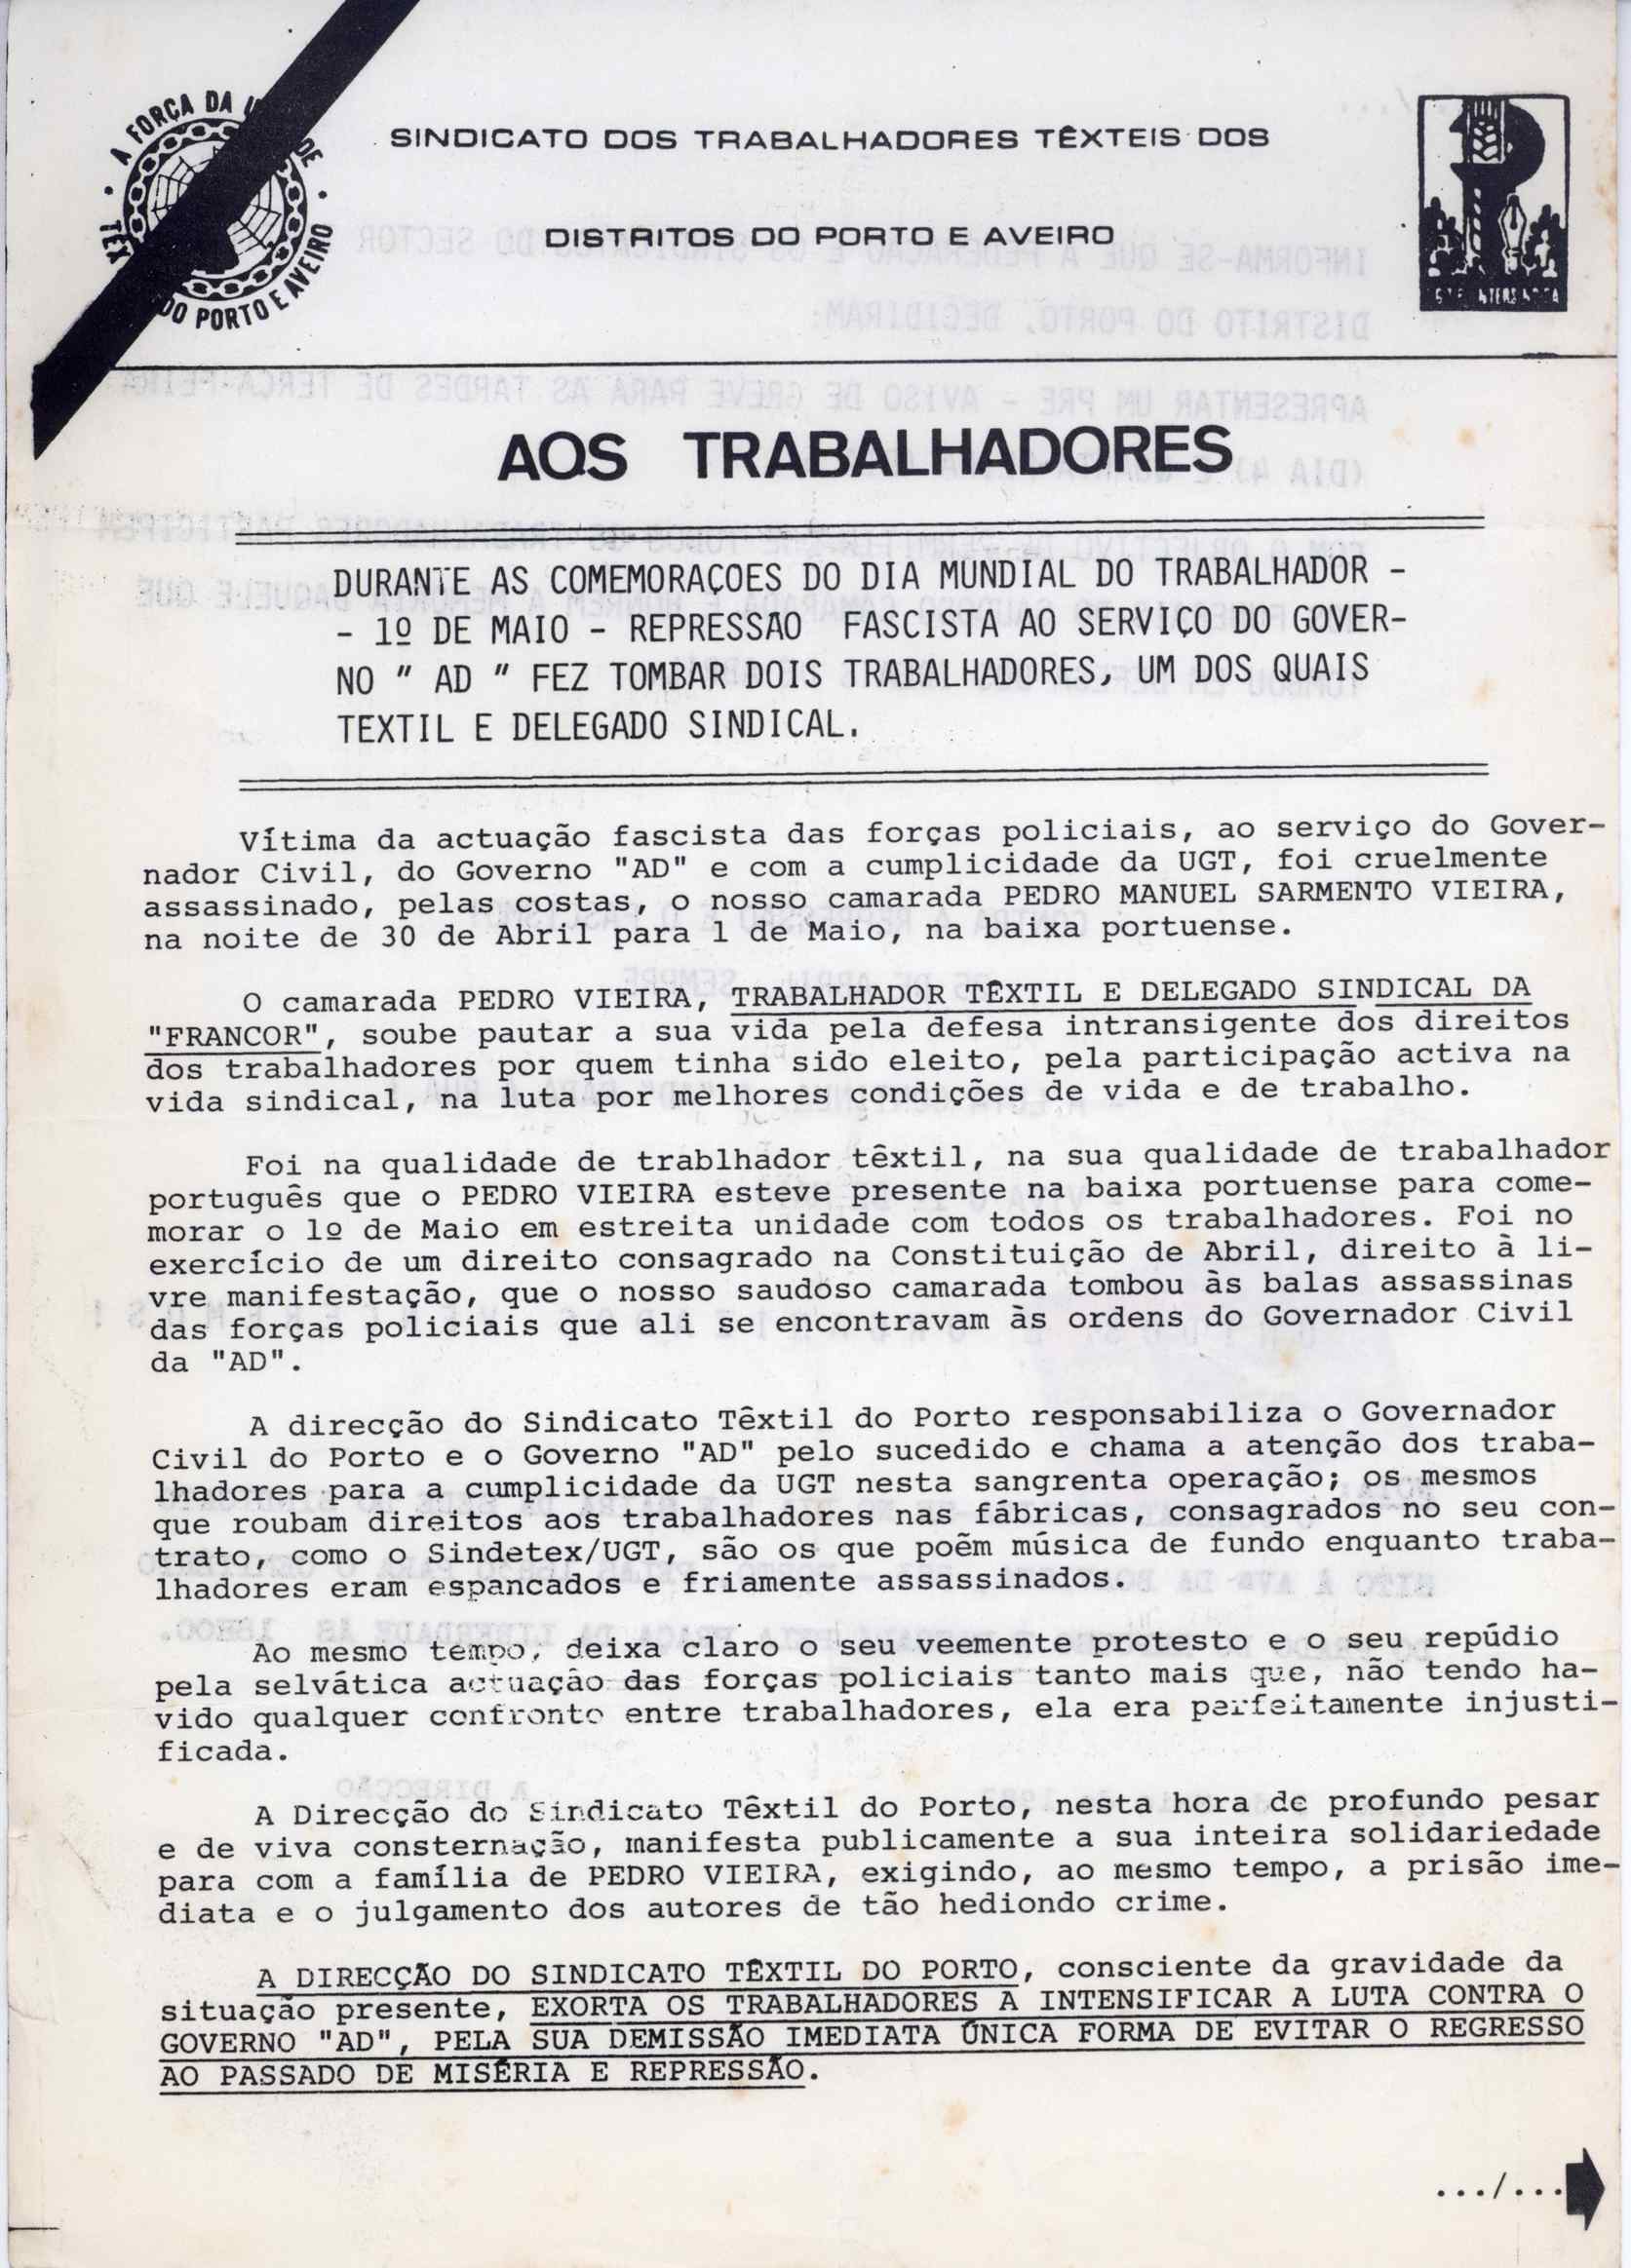 A FORÇA DA
TEX DO PORTO E AVEIRO
SINDICATO DOS TRABALHADORES TÊXTEIS DOS
DISTRITOS DO PORTO E AVEIRO
AOS TRABALHADORES
DURANTE AS COMEMORAÇOES DO DIA MUNDIAL DO TRABALHADOR -
- 1º DE MAIO - REPRESSAO FASCISTA AO SERVIÇO DO GOVER-
NO " AD " FEZ TOMBAR DOIS TRABALHADORES, UM DOS QUAIS
TEXTIL E DELEGADO SINDICAL.
Vítima da actuação fascista das forças policiais, ao serviço do Gover-
nador Civil, do Governo "AD" e com a cumplicidade da UGT, foi cruelmente
assassinado, pelas costas, o nosso camarada PEDRO MANUEL SARMENTO VIEIRA,
na noite de 30 de Abril para 1 de Maio, na baixa portuense.
O camarada PEDRO VIEIRA, TRABALHADOR TÊXTIL E DELEGADO SINDICAL DA
"FRANCOR", soube pautar a sua vida pela defesa intransigente dos direitos
dos trabalhadores por quem tinha sido eleito, pela participação activa na
vida sindical, na luta por melhores condições de vida e de trabalho.
Foi na qualidade de trablhador têxtil, na sua qualidade de trabalhador
português que o PEDRO VIEIRA esteve presente na baixa portuense para come-
morar o 1º de Maio em estreita unidade com todos os trabalhadores. Foi no
exercício de um direito consagrado na Constituição de Abril, direito à li-
vre manifestação, que o nosso saudoso camarada tombou às balas assassinas
das forças policiais que ali se encontravam às ordens do Governador Civil
da "AD".
A direcção do Sindicato Têxtil do Porto responsabiliza o Governador
Civil do Porto e o Governo "AD" pelo sucedido e chama a atenção dos traba-
lhadores para a cumplicidade da UGT nesta sangrenta operação; os mesmos
que roubam direitos aos trabalhadores nas fábricas, consagrados no seu con-
trato, como o Sindetex/UGT, são os que poêm música de fundo enquanto traba-
lhadores eram espancados e friamente assassinados.
Ao mesmo tempo, deixa claro o seu veemente protesto e o seu repúdio
pela selvática actuação das forças policiais tanto mais que, não tendo ha-
vido qualquer confronto entre trabalhadores, ela era perfeitamente injusti-
ficada.
A Direcção do Sindicato Têxtil do Porto, nesta hora de profundo pesar
e de viva consternação, manifesta publicamente a sua inteira solidariedade
para com a família de PEDRO VIEIRA, exigindo, ao mesmo tempo, a prisão ime-
diata e o julgamento dos autores de tão hediondo crime.
A DIRECÇÃO DO SINDICATO TÊXTIL DO PORTO, consciente da gravidade da
situação presente, EXORTA OS TRABALHADORES A INTENSIFICAR A LUTA CONTRA O
GOVERNO "AD", PELA SUA DEMISSÃO IMEDIATA ÚNICA FORMA DE EVITAR O REGRESSO
AO PASSADO DE MISÉRIA E REPRESSÃO.
.../...